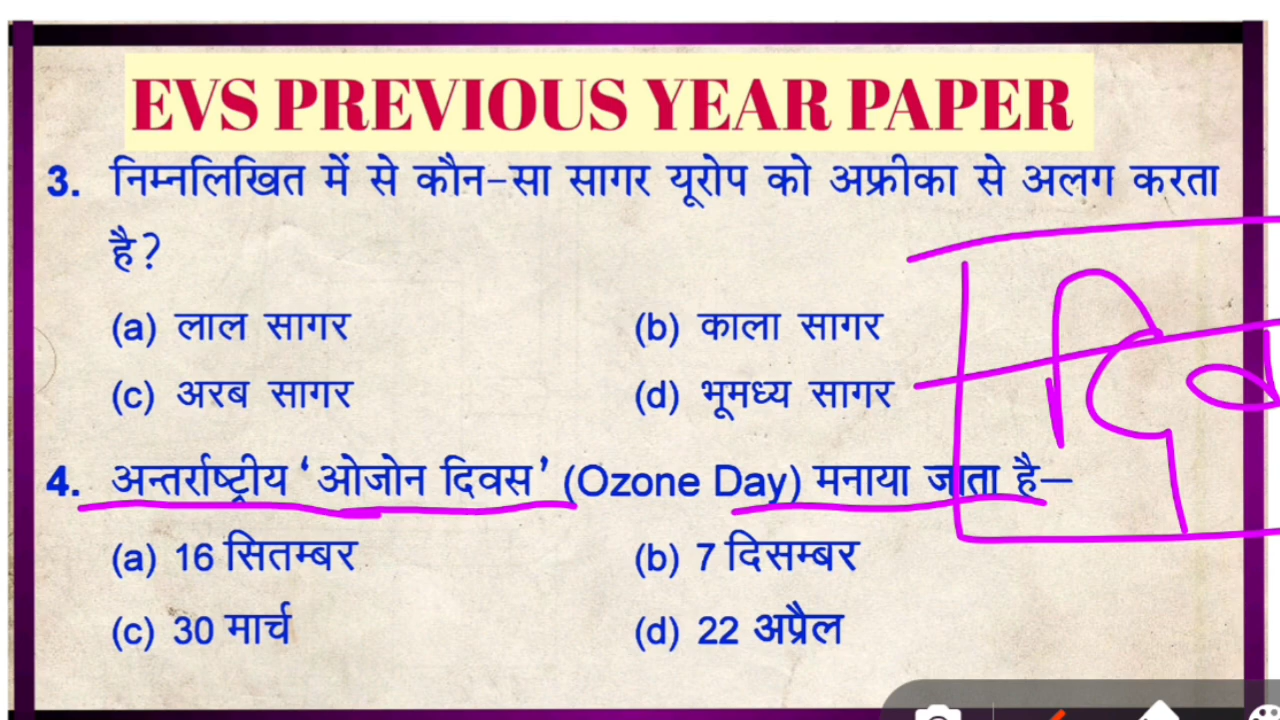 EVS PREVIOUS YEAR PAPER
3. निम्नलिखित में से कौन-सा सागर यूरोप को अफ्रीका से अलग करता
है?
(a) लाल सागर (b) काला सागर
(c) अरब सागर (d) भूमध्य सागर
4. अन्तर्राष्ट्रीय ‘ओजोन दिवस’ (Ozone Day) मनाया जाता है—
(a) 16 सितम्बर (b) 7 दिसम्बर
(c) 30 मार्च (d) 22 अप्रैल